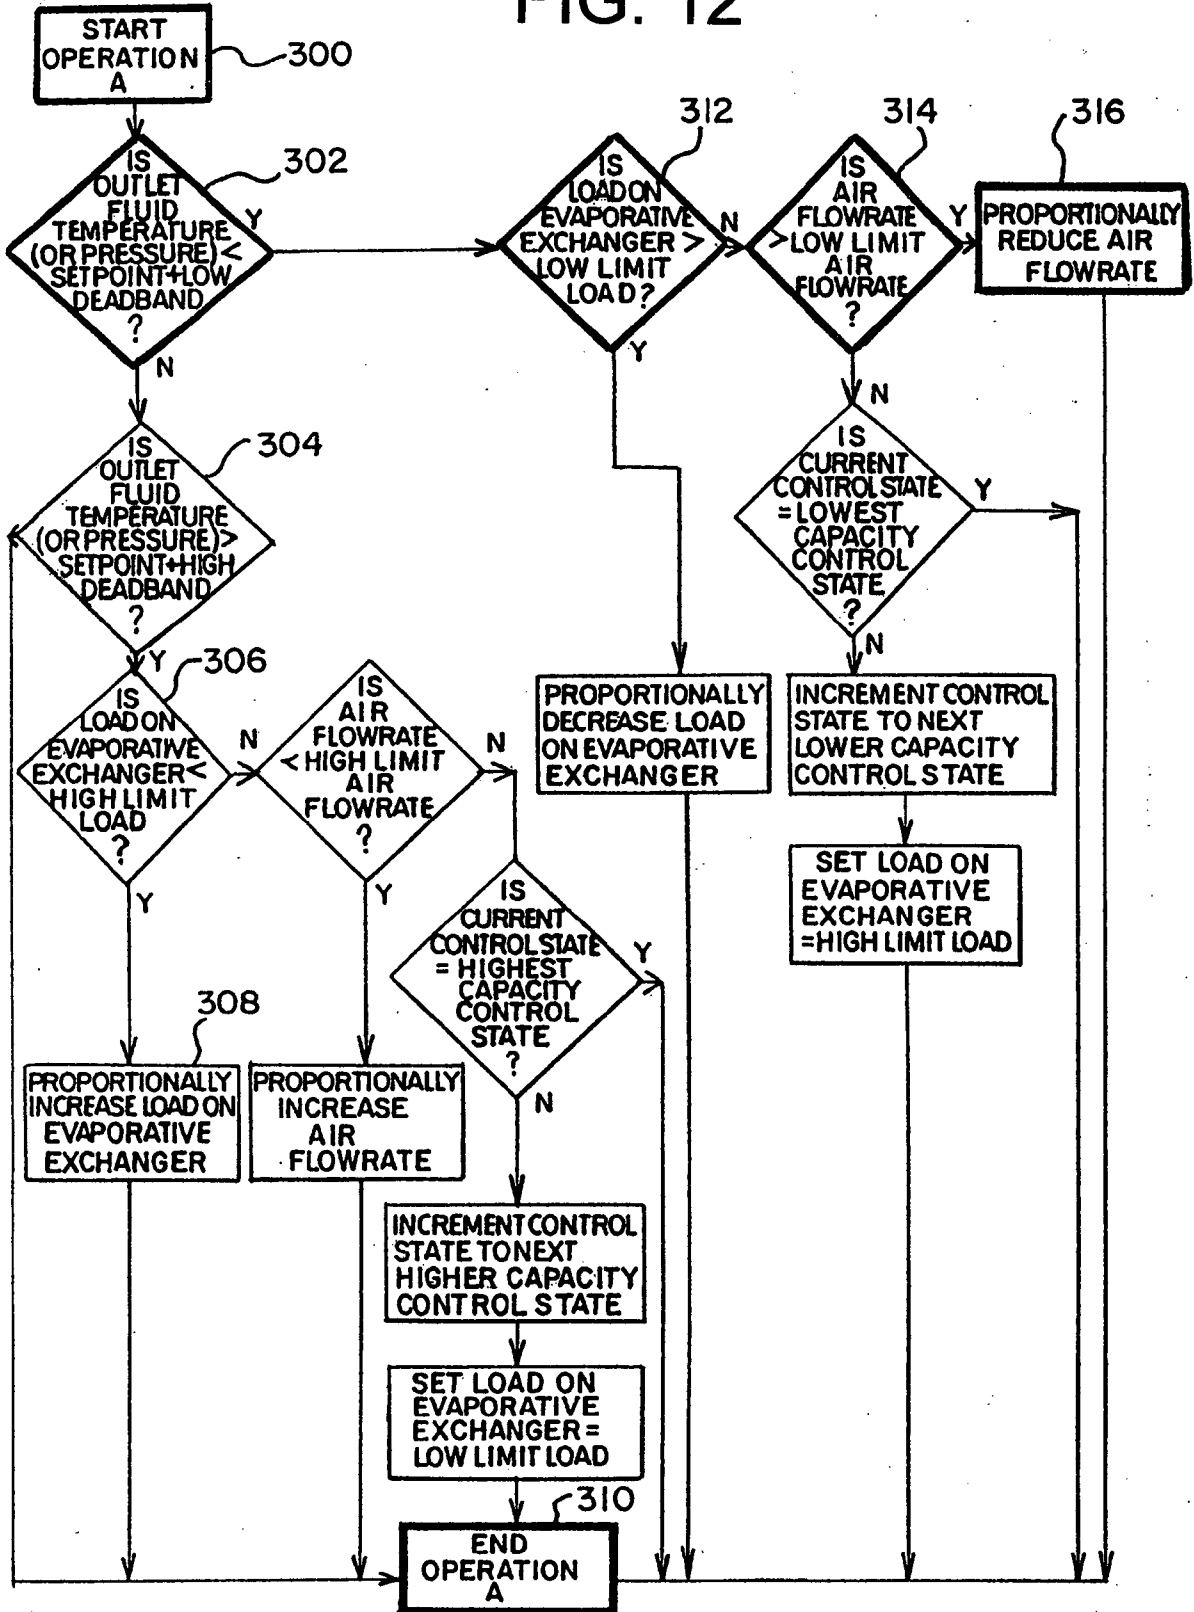 FIG. 12
START
OPERATION
A
300
IS
OUTLET
FLUID
TEMPERATURE
(OR PRESSURE) <
SETPOINT+LOW
DEADBAND
?
302
Y
N
IS
LOAD ON
EVAPORATIVE
EXCHANGER >
LOW LIMIT
LOAD?
312
N
Y
IS
AIR
FLOWRATE
>LOW LIMIT
AIR
FLOWRATE
?
314
Y
N
PROPORTIONALLY
REDUCE AIR
FLOWRATE
316
IS
OUTLET
FLUID
TEMPERATURE
(OR PRESSURE)>
SETPOINT+HIGH
DEADBAND
?
304
Y
IS
CURRENT
CONTROL STATE
=LOWEST
CAPACITY
CONTROL
STATE
?
Y
N
IS
LOAD ON
EVAPORATIVE
EXCHANGER<
HIGH LIMIT
LOAD
?
306
N
Y
IS
AIR
FLOWRATE
<HIGH LIMIT
AIR
FLOWRATE
?
N
Y
PROPORTIONALLY
DECREASE LOAD
ON EVAPORATIVE
EXCHANGER
INCREMENT CONTROL
STATE TO NEXT
LOWER CAPACITY
CONTROL STATE
SET LOAD ON
EVAPORATIVE
EXCHANGER
=HIGH LIMIT LOAD
IS
CURRENT
CONTROL STATE
= HIGHEST
CAPACITY
CONTROL
STATE
?
Y
N
308
PROPORTIONALLY
INCREASE LOAD ON
EVAPORATIVE
EXCHANGER
PROPORTIONALLY
INCREASE
AIR
FLOWRATE
INCREMENT CONTROL
STATE TO NEXT
HIGHER CAPACITY
CONTROL STATE
SET LOAD ON
EVAPORATIVE
EXCHANGER=
LOW LIMIT LOAD
310
END
OPERATION
A